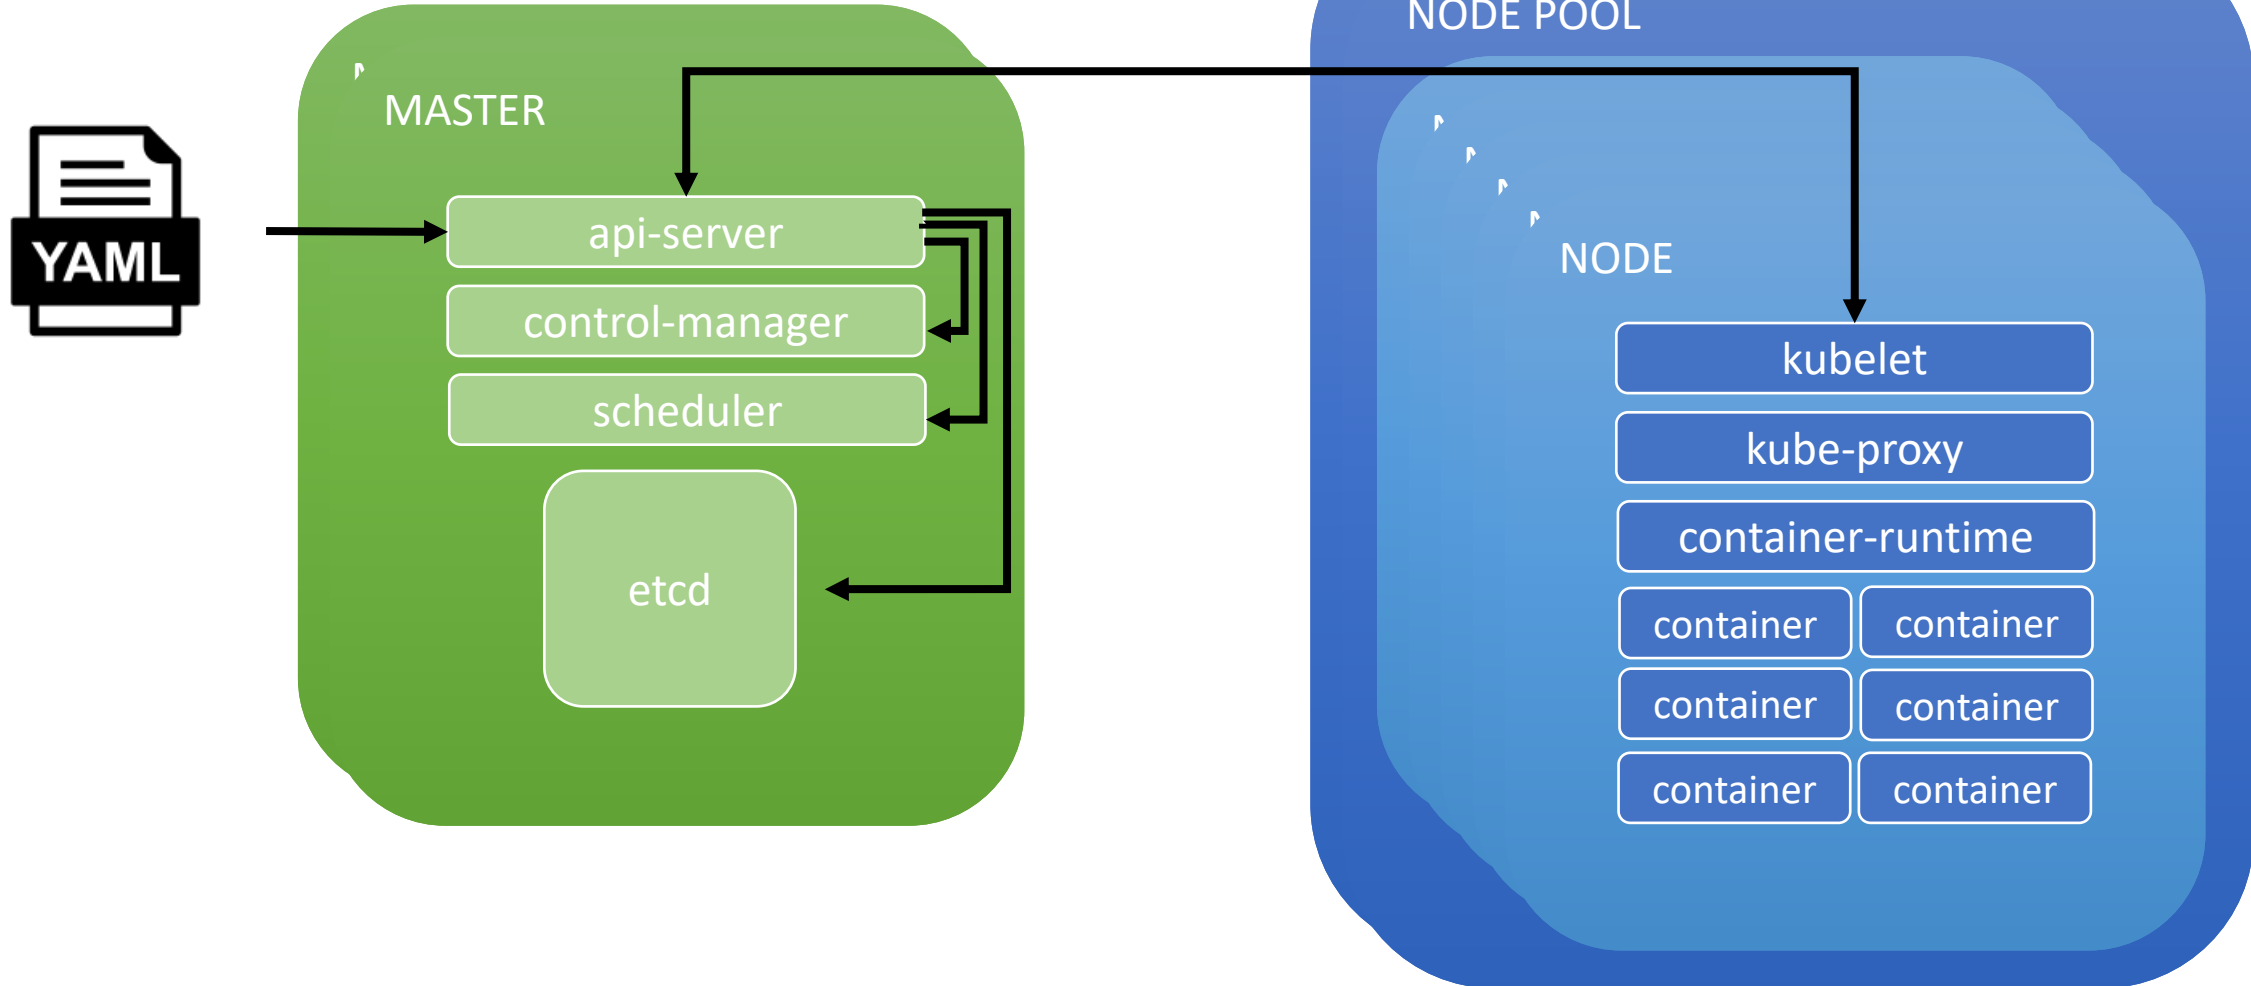 NODE POOL
MASTER
YAML
api-server
control-manager
scheduler
etcd
NODE
kubelet
kube-proxy
container-runtime
container container
container container
container container